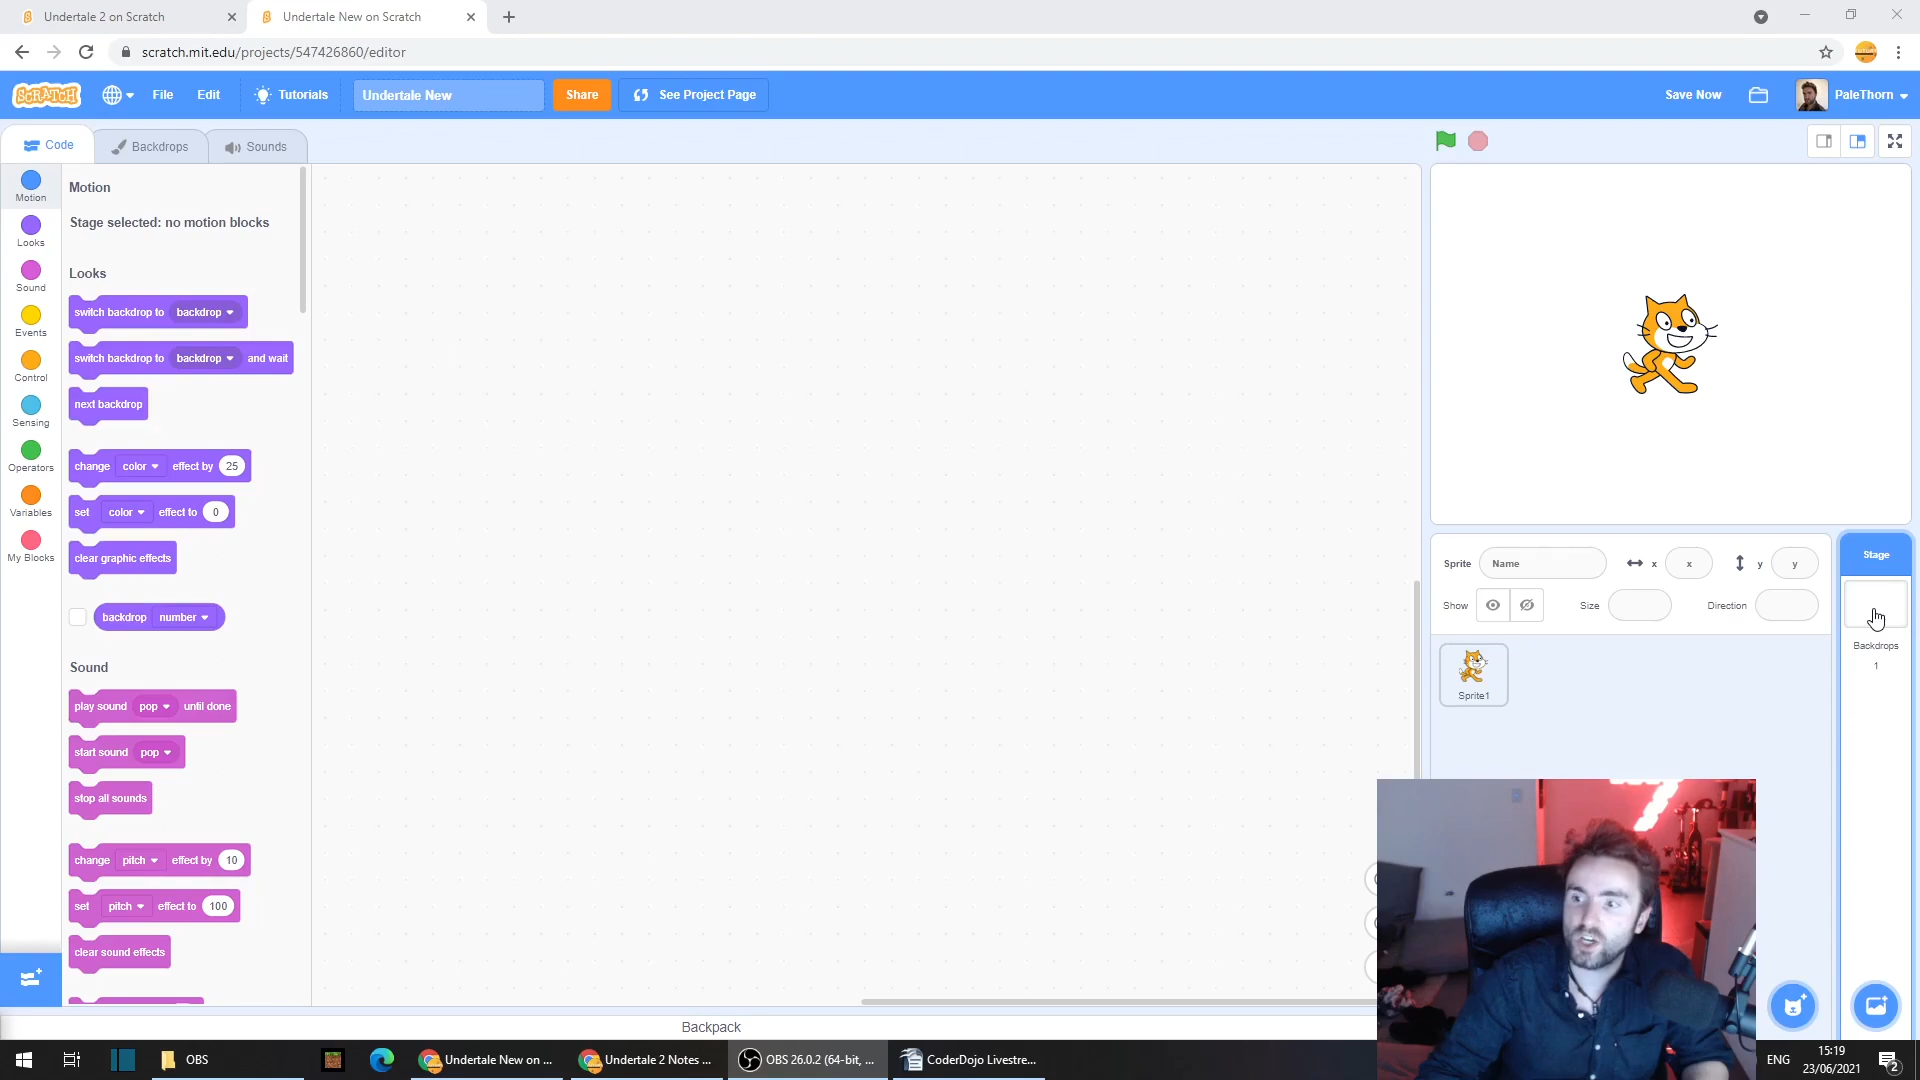 Undertale 2 on Scratch
Undertale New on Scratch
scratch.mit.edu/projects/547426860/editor
SCRATCH
File
Edit
Tutorials
Undertale New
Share
See Project Page
Save Now
PaleThorn
Code
Backdrops
Sounds
Motion
Looks
Sound
Events
Control
Sensing
Operators
Variables
My Blocks
Motion
Stage selected: no motion blocks
Looks
switch backdrop to backdrop
switch backdrop to backdrop and wait
next backdrop
change color effect by 25
set color effect to 0
clear graphic effects
backdrop number
Sound
play sound pop until done
start sound pop
stop all sounds
change pitch effect by 10
set pitch effect to 100
clear sound effects
Backpack
Sprite Name x x y y
Show Size Direction
Sprite1
Stage
Backdrops
1
OBS
Undertale New on ...
Undertale 2 Notes ...
OBS 26.0.2 (64-bit, ...
CoderDojo Livestre...
ENG
15:19
23/06/2021
2